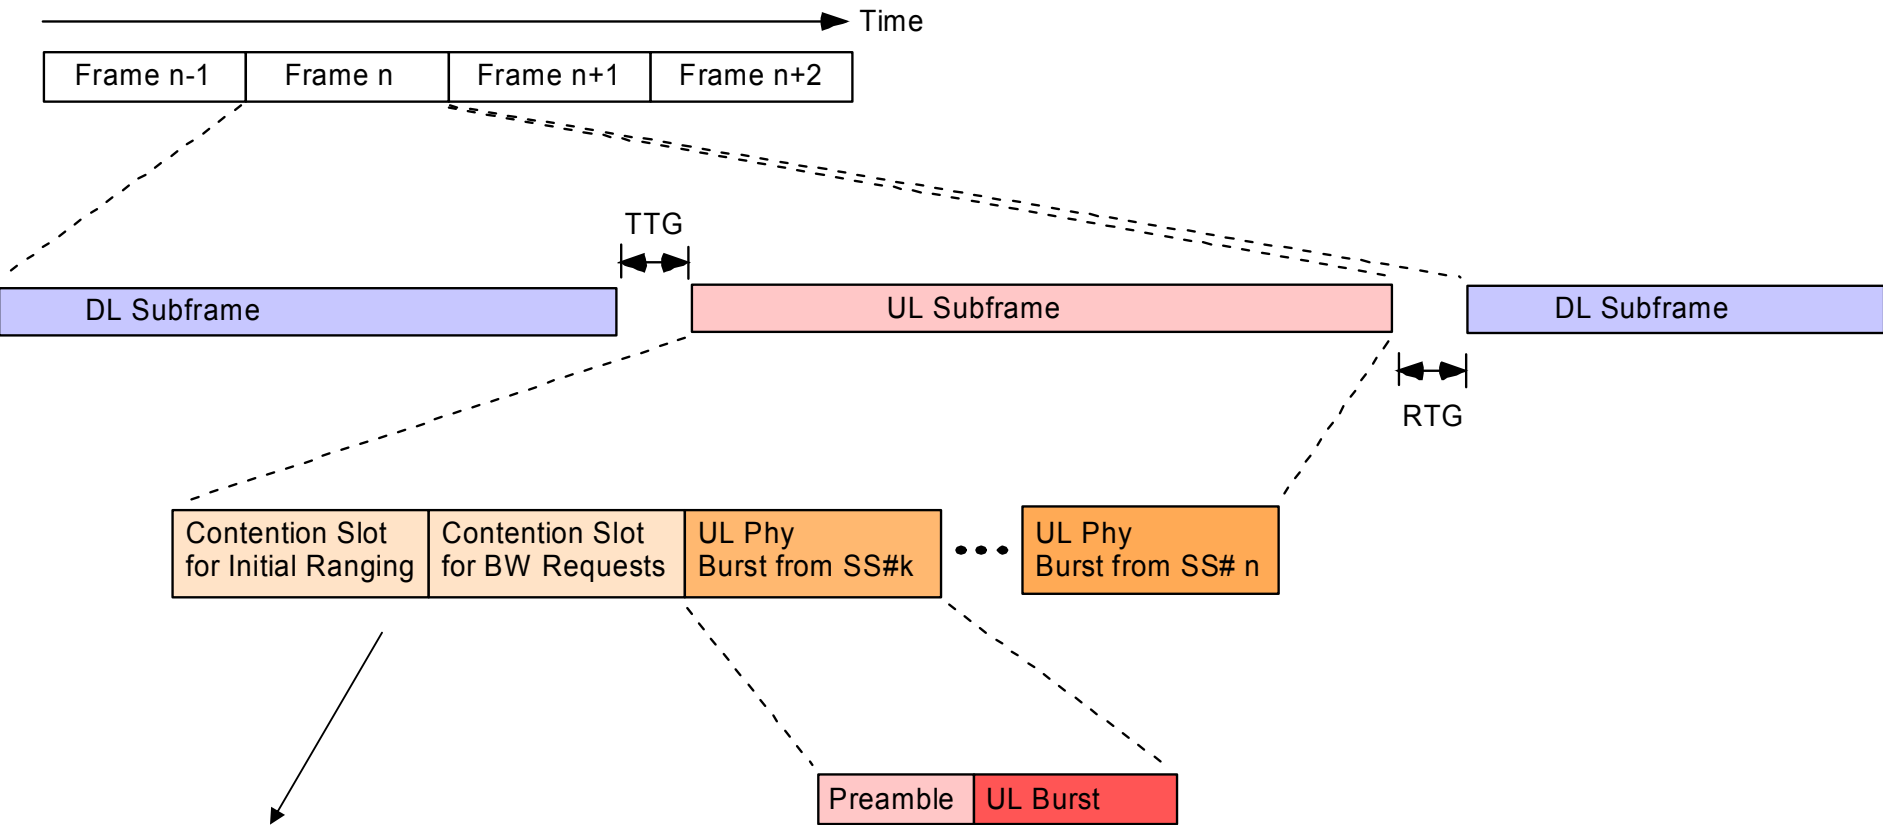 Time
Frame n-1
Frame n
Frame n+1
Frame n+2
TTG
DL Subframe
UL Subframe
DL Subframe
RTG
Contention Slot
for Initial Ranging
Contention Slot
for BW Requests
UL Phy
Burst from SS#k
UL Phy
Burst from SS# n
Preamble
UL Burst